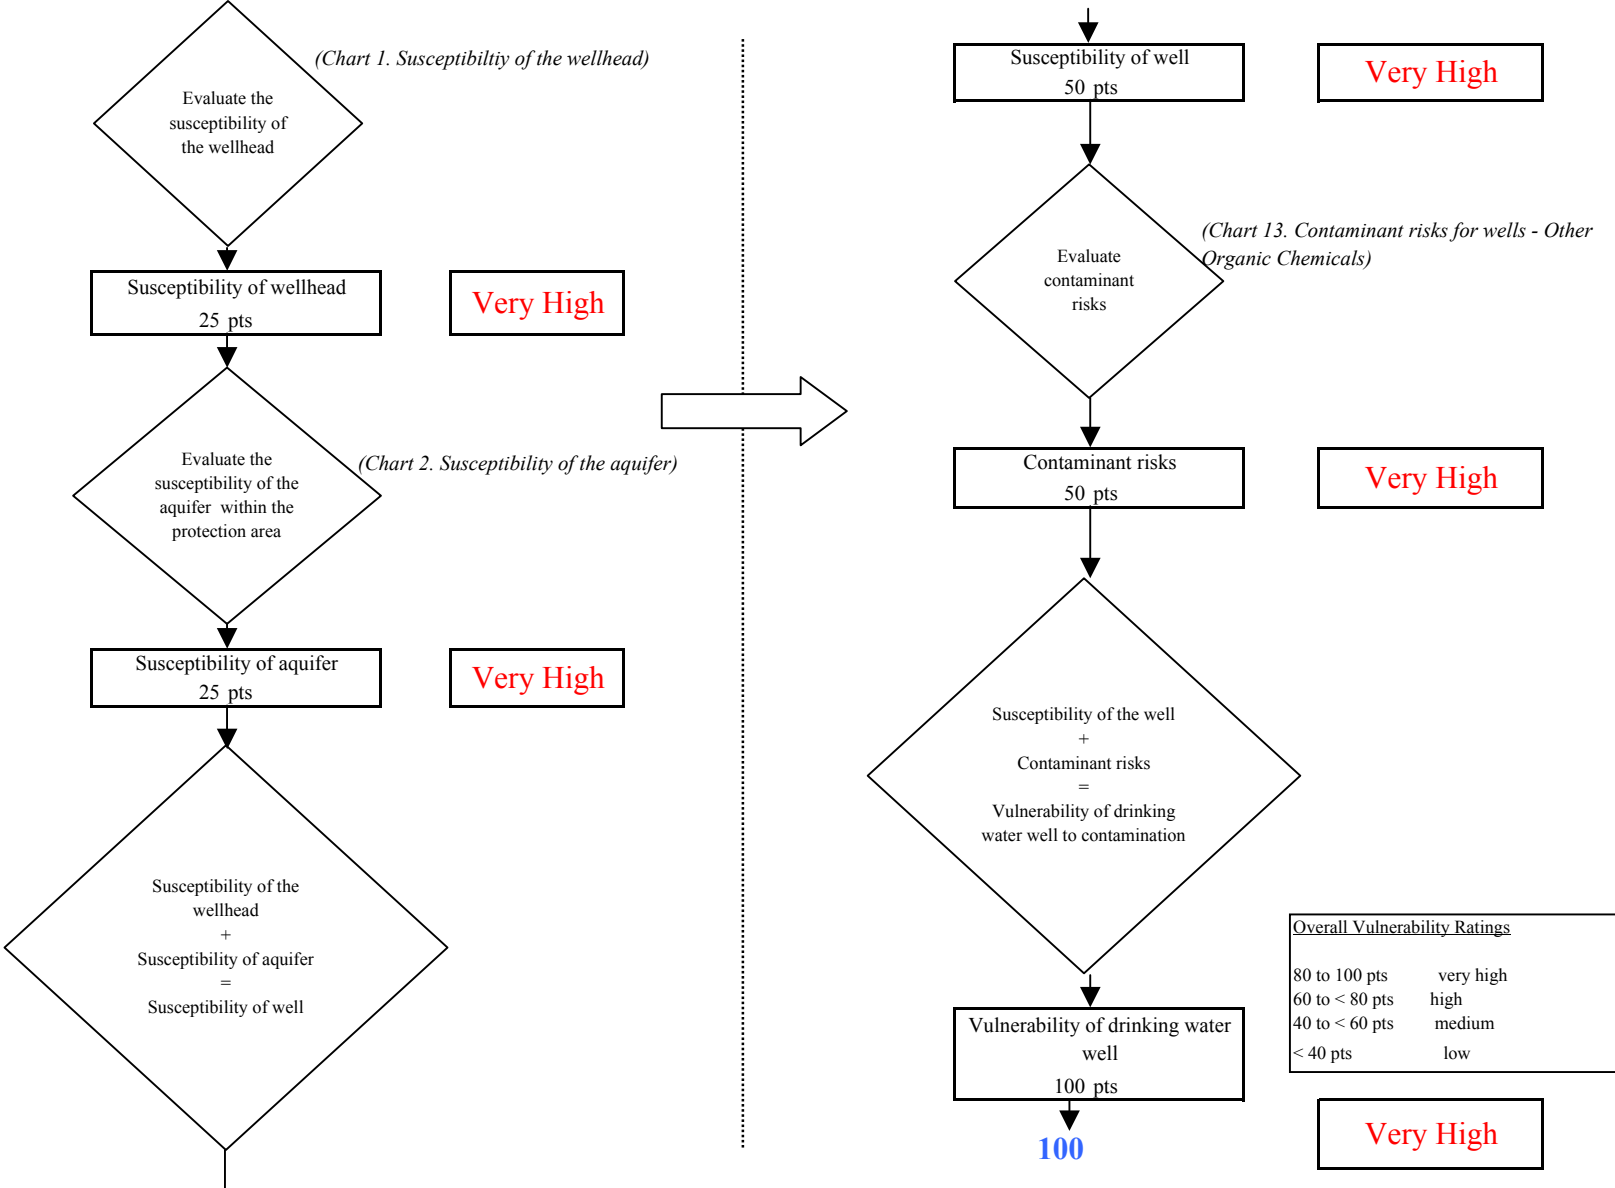 (Chart 1. Susceptibiltiy of the wellhead)
Evaluate the
susceptibility of
the wellhead
Susceptibility of wellhead
25 pts
Very High
Evaluate the
susceptibility of the
aquifer within the
protection area
(Chart 2. Susceptibility of the aquifer)
Susceptibility of aquifer
25 pts
Very High
Susceptibility of the
wellhead
+
Susceptibility of aquifer
=
Susceptibility of well
Susceptibility of well
50 pts
Very High
Evaluate
contaminant
risks
(Chart 13. Contaminant risks for wells - Other
Organic Chemicals)
Contaminant risks
50 pts
Very High
Susceptibility of the well
+
Contaminant risks
=
Vulnerability of drinking
water well to contamination
Vulnerability of drinking water
well
100 pts
100
Overall Vulnerability Ratings
80 to 100 pts very high
60 to < 80 pts high
40 to < 60 pts medium
< 40 pts low
Very High